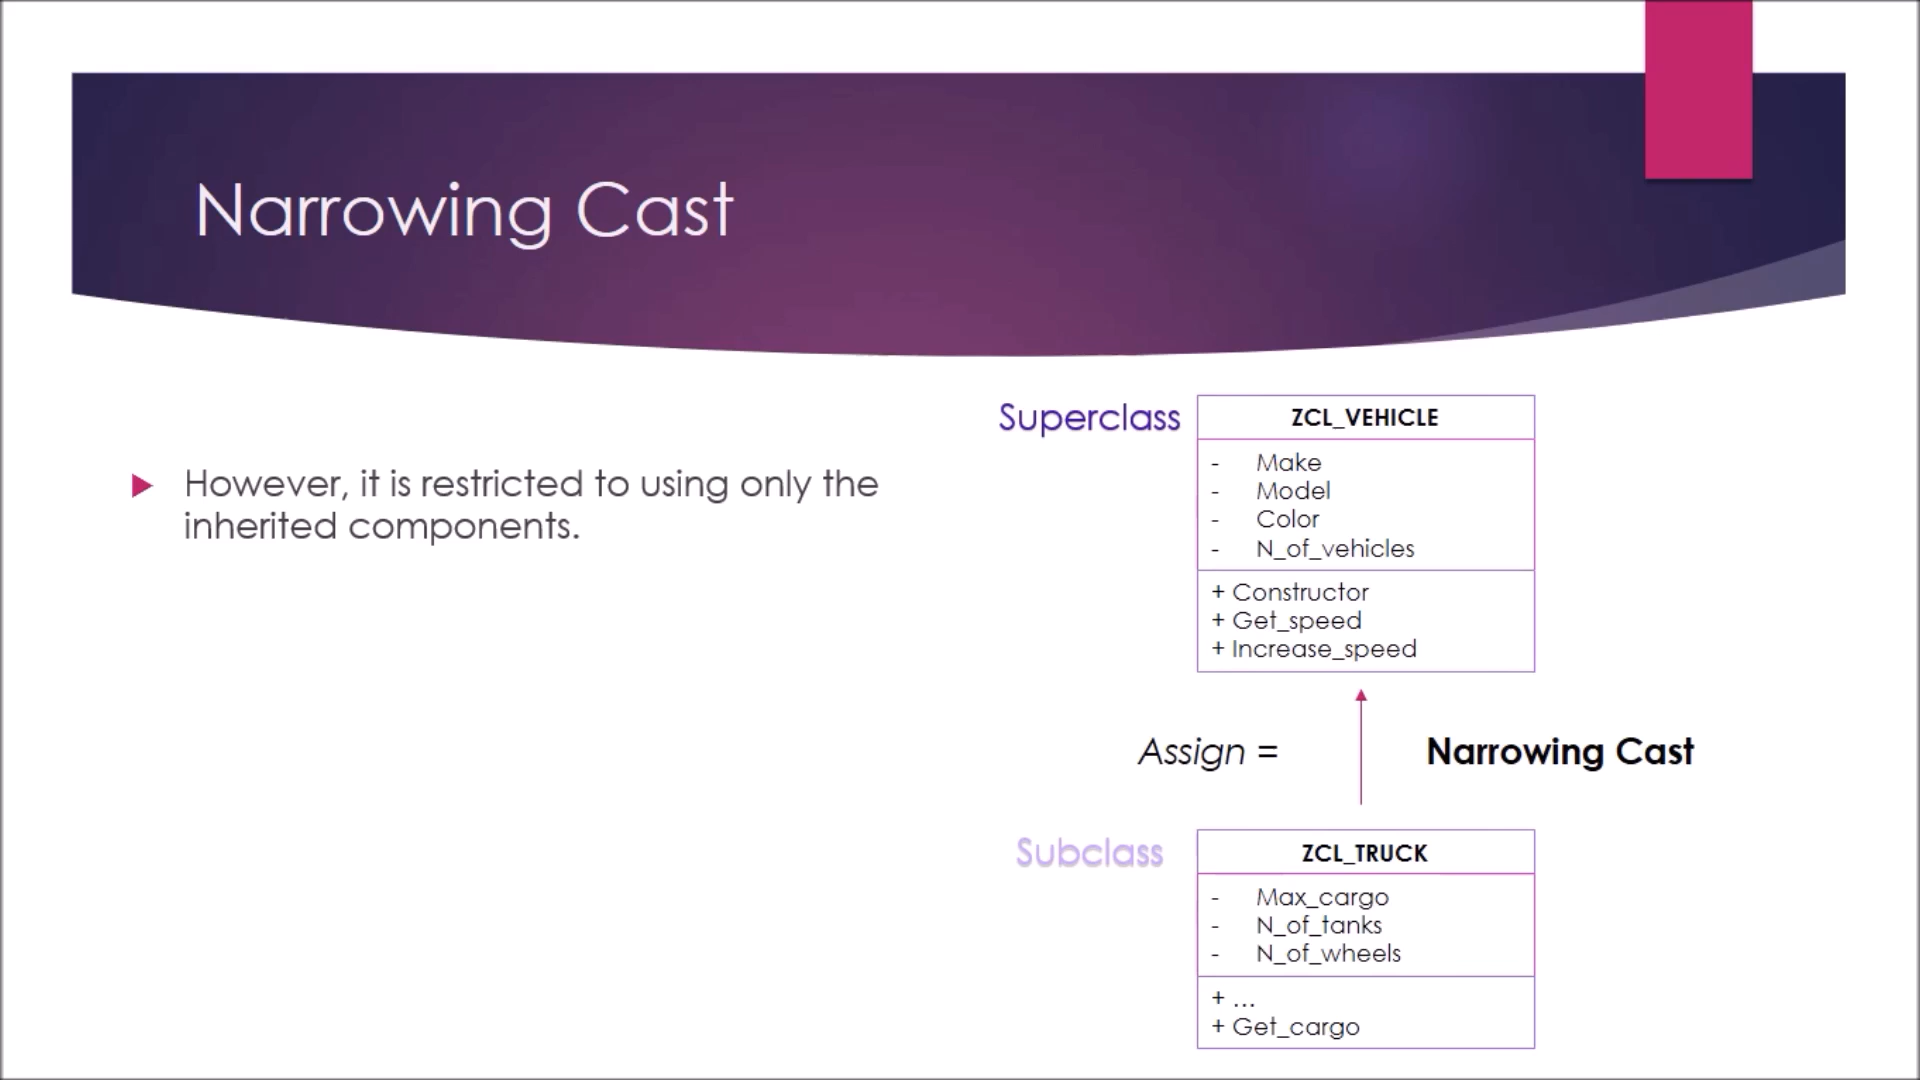 Narrowing Cast
However, it is restricted to using only the
inherited components.
Superclass
ZCL_VEHICLE
- Make
- Model
- Color
- N_of_vehicles
+ Constructor
+ Get_speed
+ Increase_speed
Assign =
Narrowing Cast
Subclass
ZCL_TRUCK
- Max_cargo
- N_of_tanks
- N_of_wheels
+ ...
+ Get_cargo